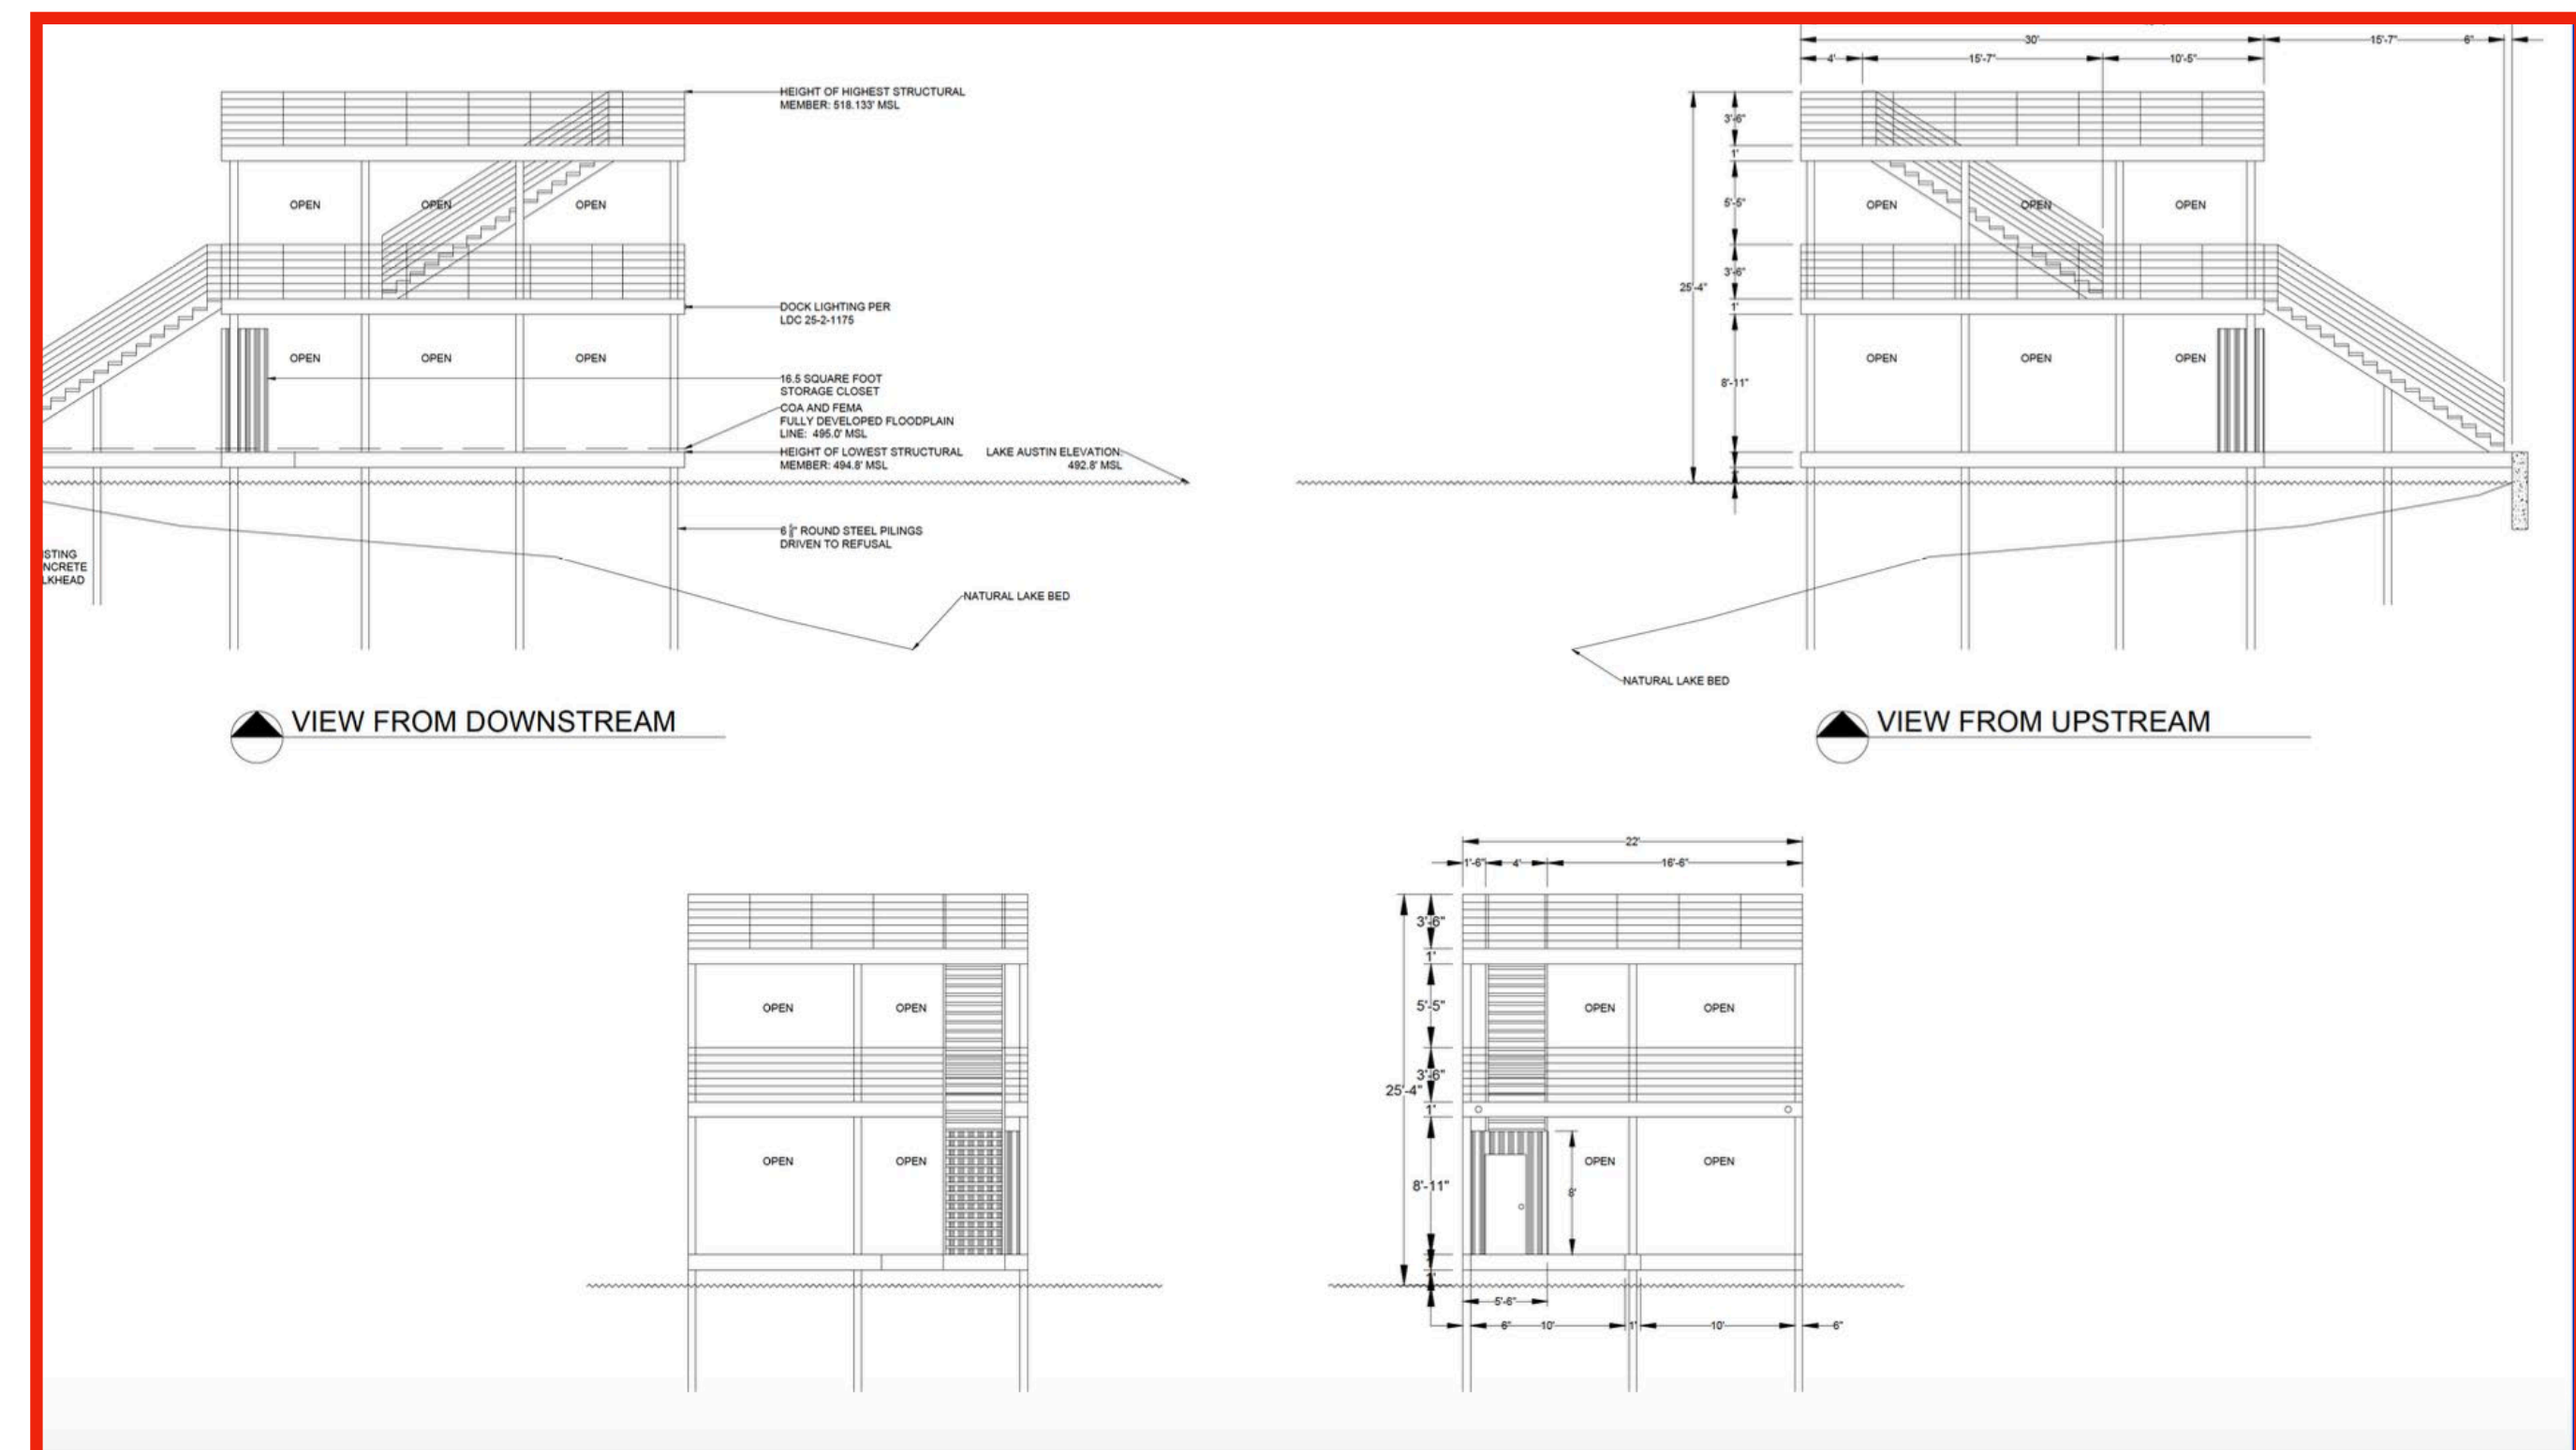 HEIGHT OF HIGHEST STRUCTURAL
MEMBER: 518.133' MSL
OPEN
OPEN
OPEN
DOCK LIGHTING PER
LDC 25-2-1175
OPEN
OPEN
OPEN
16.5 SQUARE FOOT
STORAGE CLOSET
COA AND FEMA
FULLY DEVELOPED FLOODPLAIN
LINE: 495.0' MSL
HEIGHT OF LOWEST STRUCTURAL
MEMBER: 494.8' MSL
LAKE AUSTIN ELEVATION:
492.8' MSL
6 5/8" ROUND STEEL PILINGS
DRIVEN TO REFUSAL
STING
NCRETE
LKHEAD
NATURAL LAKE BED
VIEW FROM DOWNSTREAM
30'
15'-7"
6"
4'
15'-7"
10'-5"
3'-6"
1'
5'-5"
OPEN
OPEN
OPEN
3'-6"
25'-4"
1'
OPEN
OPEN
OPEN
8'-11"
NATURAL LAKE BED
VIEW FROM UPSTREAM
OPEN
OPEN
OPEN
OPEN
22'
1'-6"
4'
16'-6"
3'-6"
1'
5'-5"
OPEN
OPEN
3'-6"
25'-4"
1'
OPEN
OPEN
8'-11"
8'
1'
5'-6"
6"
10'
1'
10'
6"